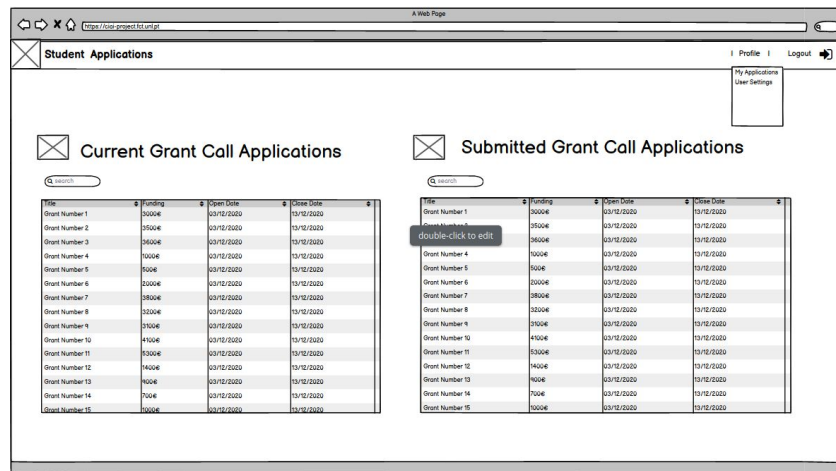 A Web Page
https://ciai-project.fct.unl.pt
Student Applications
| Profile |
Logout
My Applications
User Settings
Current Grant Call Applications
search
Title Funding Open Date Close Date
Grant Number 1 3000€ 03/12/2020 13/12/2020
Grant Number 2 3500€ 03/12/2020 13/12/2020
Grant Number 3 3600€ 03/12/2020 13/12/2020
Grant Number 4 1000€ 03/12/2020 13/12/2020
Grant Number 5 500€ 03/12/2020 13/12/2020
Grant Number 6 2000€ 03/12/2020 13/12/2020
Grant Number 7 3800€ 03/12/2020 13/12/2020
Grant Number 8 3200€ 03/12/2020 13/12/2020
Grant Number 9 3100€ 03/12/2020 13/12/2020
Grant Number 10 4100€ 03/12/2020 13/12/2020
Grant Number 11 5300€ 03/12/2020 13/12/2020
Grant Number 12 1400€ 03/12/2020 13/12/2020
Grant Number 13 900€ 03/12/2020 13/12/2020
Grant Number 14 700€ 03/12/2020 13/12/2020
Grant Number 15 1000€ 03/12/2020 13/12/2020
Submitted Grant Call Applications
search
Title Funding Open Date Close Date
Grant Number 1 3000€ 03/12/2020 13/12/2020
3500€ 03/12/2020 13/12/2020
double-click to edit
3600€ 03/12/2020 13/12/2020
Grant Number 4 1000€ 03/12/2020 13/12/2020
Grant Number 5 500€ 03/12/2020 13/12/2020
Grant Number 6 2000€ 03/12/2020 13/12/2020
Grant Number 7 3800€ 03/12/2020 13/12/2020
Grant Number 8 3200€ 03/12/2020 13/12/2020
Grant Number 9 3100€ 03/12/2020 13/12/2020
Grant Number 10 4100€ 03/12/2020 13/12/2020
Grant Number 11 5300€ 03/12/2020 13/12/2020
Grant Number 12 1400€ 03/12/2020 13/12/2020
Grant Number 13 900€ 03/12/2020 13/12/2020
Grant Number 14 700€ 03/12/2020 13/12/2020
Grant Number 15 1000€ 03/12/2020 13/12/2020